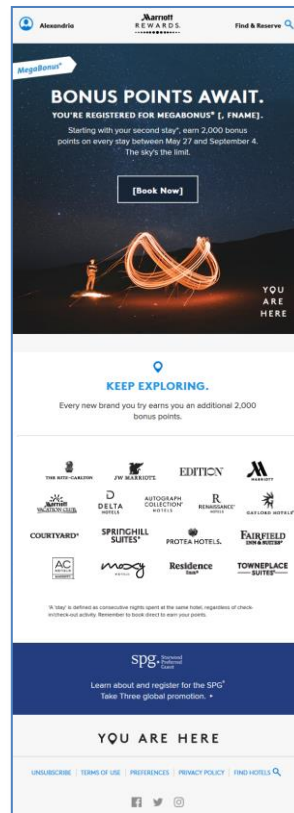 Alexandria
Marriott
REWARDS.
Find & Reserve
MegaBonus®
BONUS POINTS AWAIT.
YOU'RE REGISTERED FOR MEGABONUS® [, FNAME].
Starting with your second stay*, earn 2,000 bonus
points on every stay between May 27 and September 4.
The sky's the limit.
[Book Now]
YOU
ARE
HERE
KEEP EXPLORING.
Every new brand you try earns you an additional 2,000
bonus points.
THE RITZ-CARLTON
JW MARRIOTT
EDITION
MARRIOTT
Marriott
VACATION CLUB
DELTA
HOTELS
AUTOGRAPH
COLLECTION®
HOTELS
R
RENAISSANCE®
HOTELS
GAYLORD HOTELS®
COURTYARD®
SPRINGHILL
SUITES®
PROTEA HOTELS.
FAIRFIELD
INN & SUITES®
AC
HOTELS
MARRIOTT
moxy
HOTELS
Residence
Inn®
TOWNEPLACE
SUITES®
*A 'stay' is defined as consecutive nights spent at the same hotel, regardless of check-
in/check-out activity. Remember to book direct to earn your points.
spg®
Starwood
Preferred
Guest
Learn about and register for the SPG®
Take Three global promotion.
YOU ARE HERE
UNSUBSCRIBE | TERMS OF USE | PREFERENCES | PRIVACY POLICY | FIND HOTELS